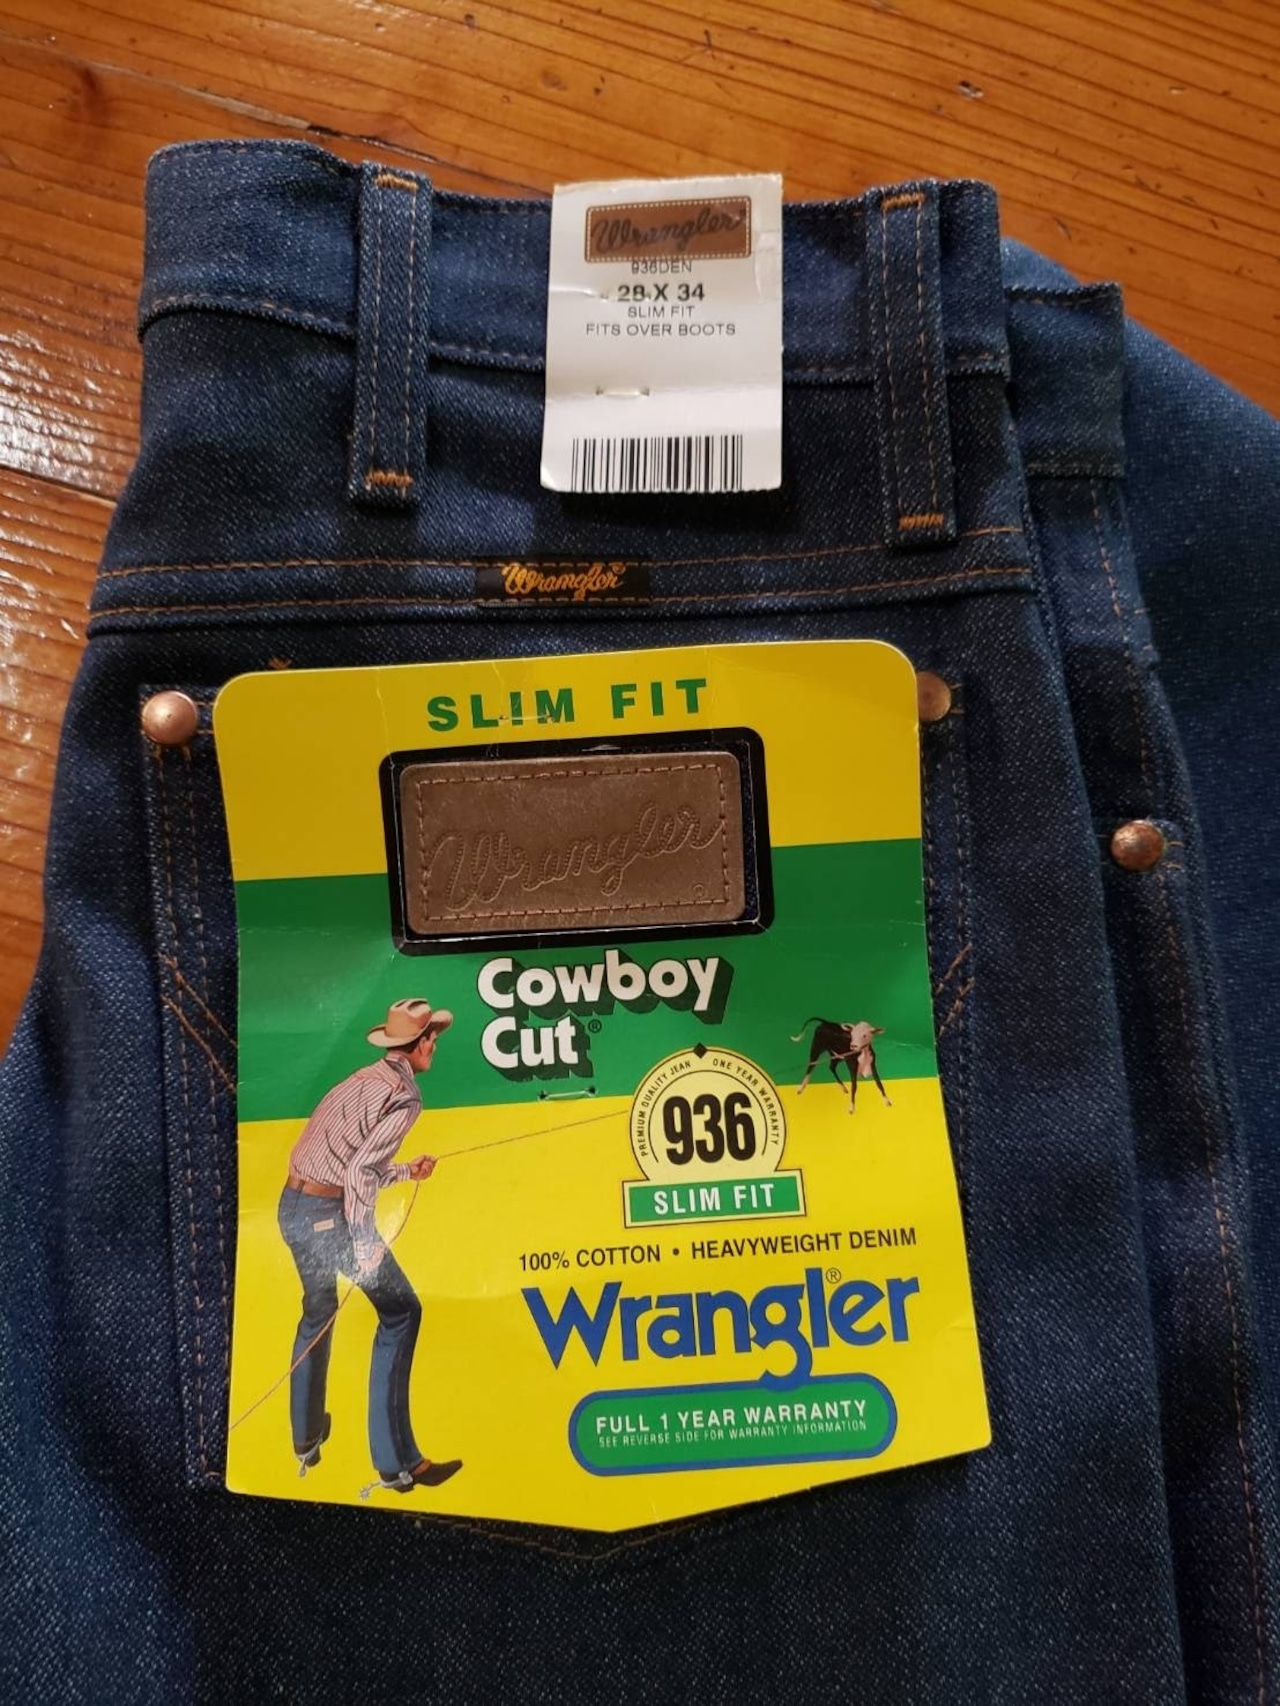 Wrangler
936DEN
28 X 34
SLIM FIT
FITS OVER BOOTS
Wrangler®
SLIM FIT
Wrangler
®
Cowboy
Cut®
PREMIUM QUALITY JEAN ONE YEAR WARRANTY
936
SLIM FIT
100% COTTON • HEAVYWEIGHT DENIM
Wrangler®
FULL 1 YEAR WARRANTY
SEE REVERSE SIDE FOR WARRANTY INFORMATION